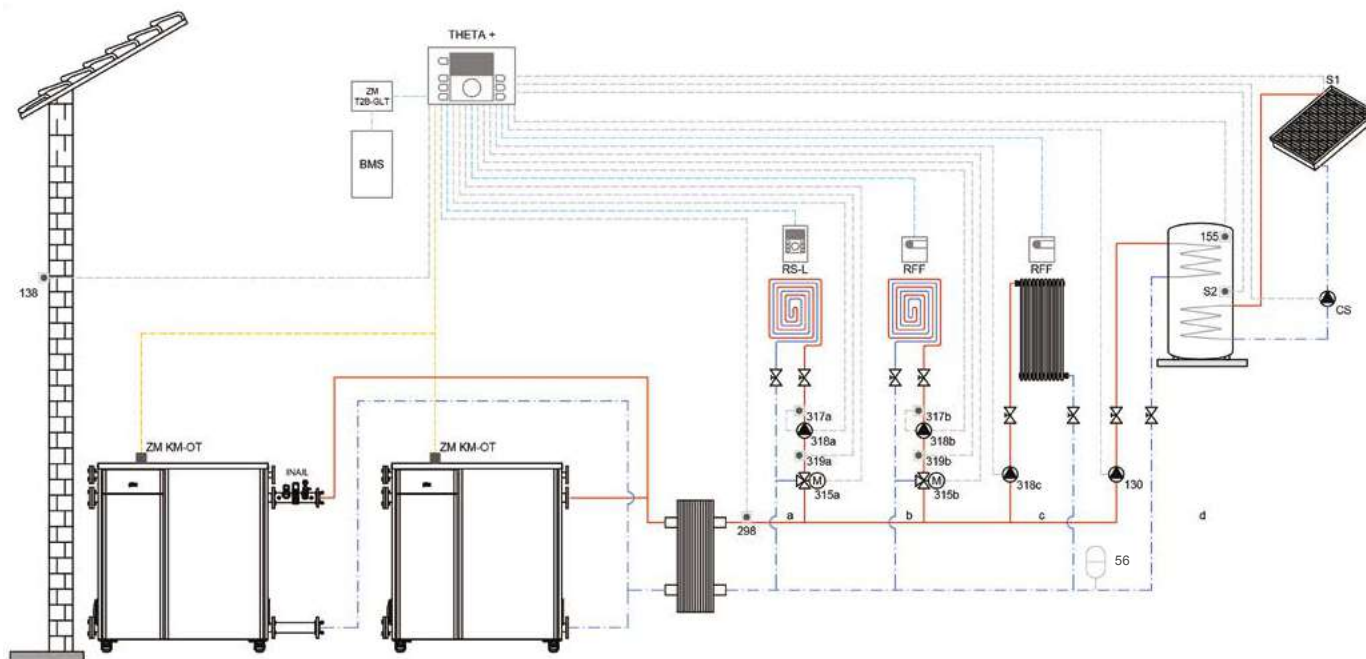 THETA +
ZM
T2B-GLT
BMS
S1
RS-L
RFF
RFF
155
S2
CS
138
317a
318a
319a
M
315a
317b
318b
319b
M
315b
318c
130
ZM KM-OT
INAIL
ZM KM-OT
298
a
b
c
d
56